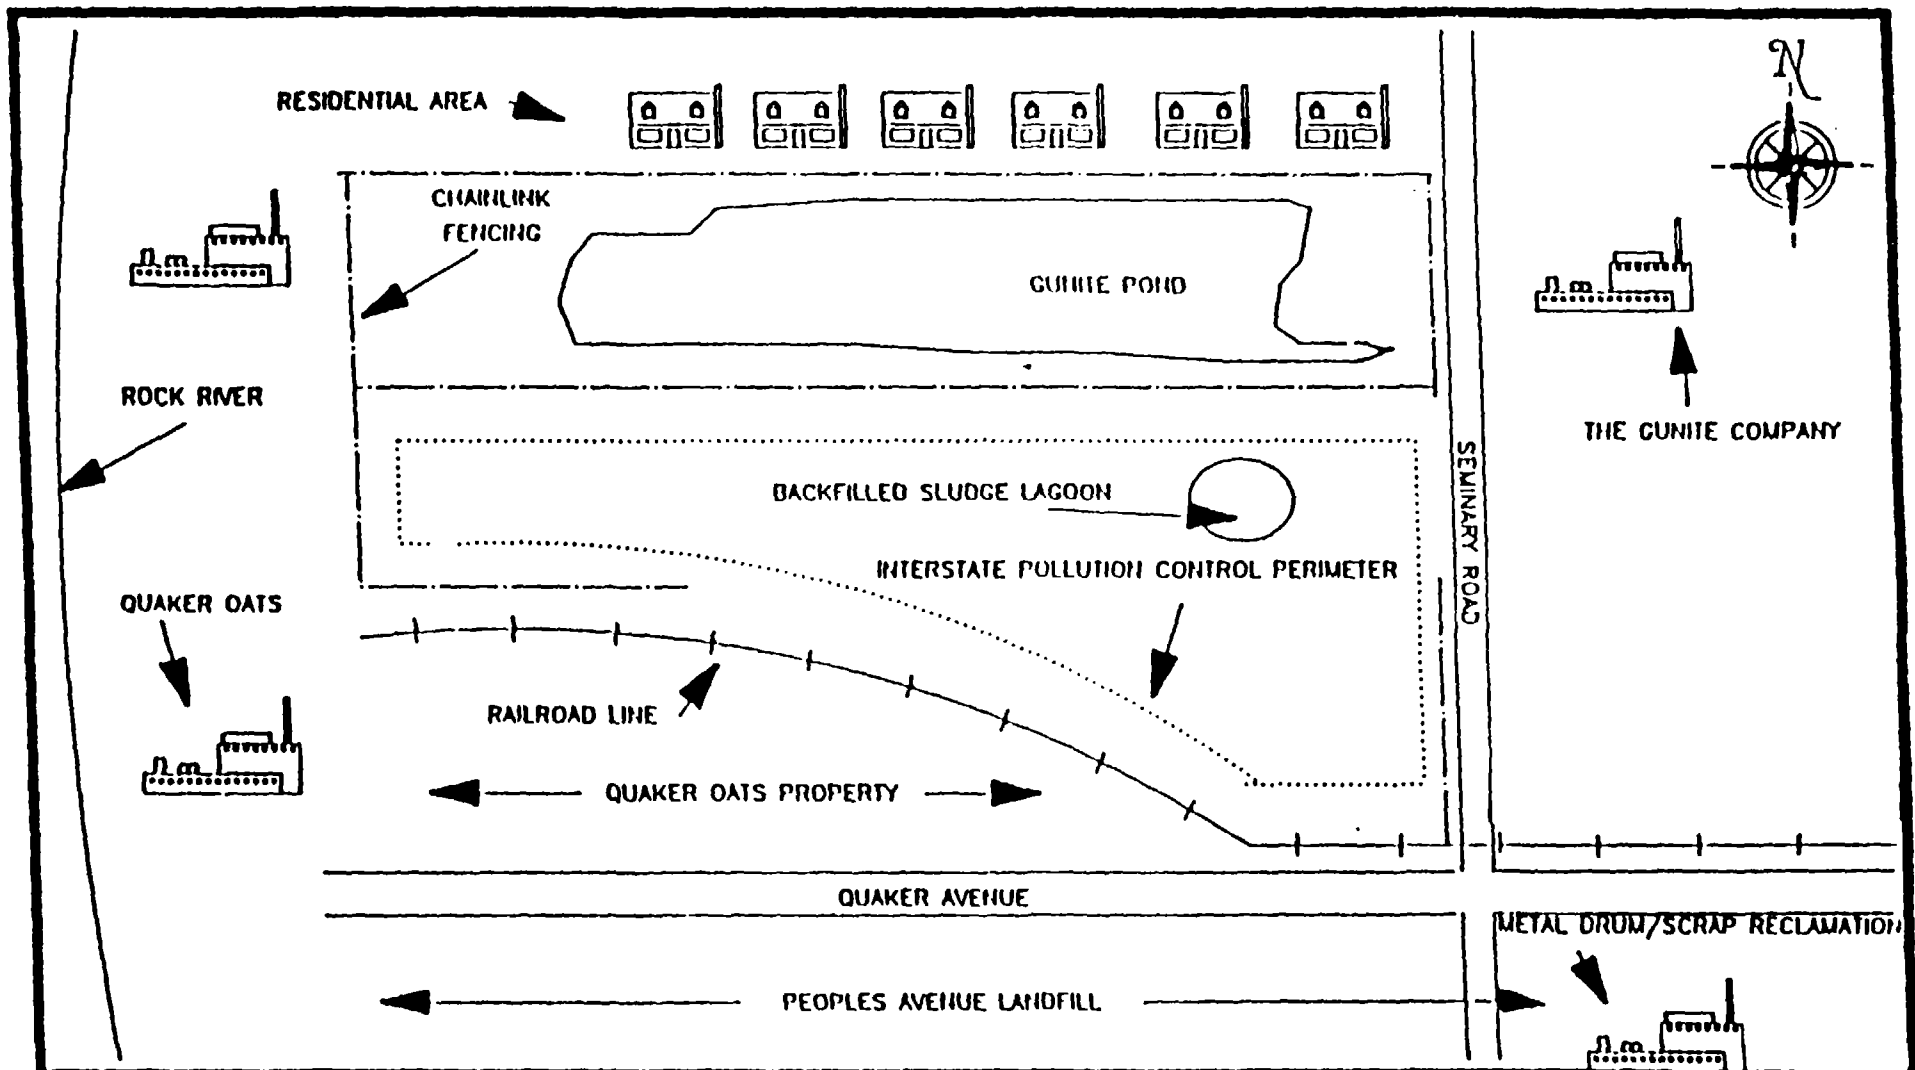 N
RESIDENTIAL AREA
CHAINLINK
FENCING
GUNITE POND
ROCK RIVER
THE GUNITE COMPANY
SEMINARY ROAD
BACKFILLED SLUDGE LAGOON
INTERSTATE POLLUTION CONTROL PERIMETER
QUAKER OATS
RAILROAD LINE
QUAKER OATS PROPERTY
QUAKER AVENUE
METAL DRUM/SCRAP RECLAMATION
PEOPLES AVENUE LANDFILL